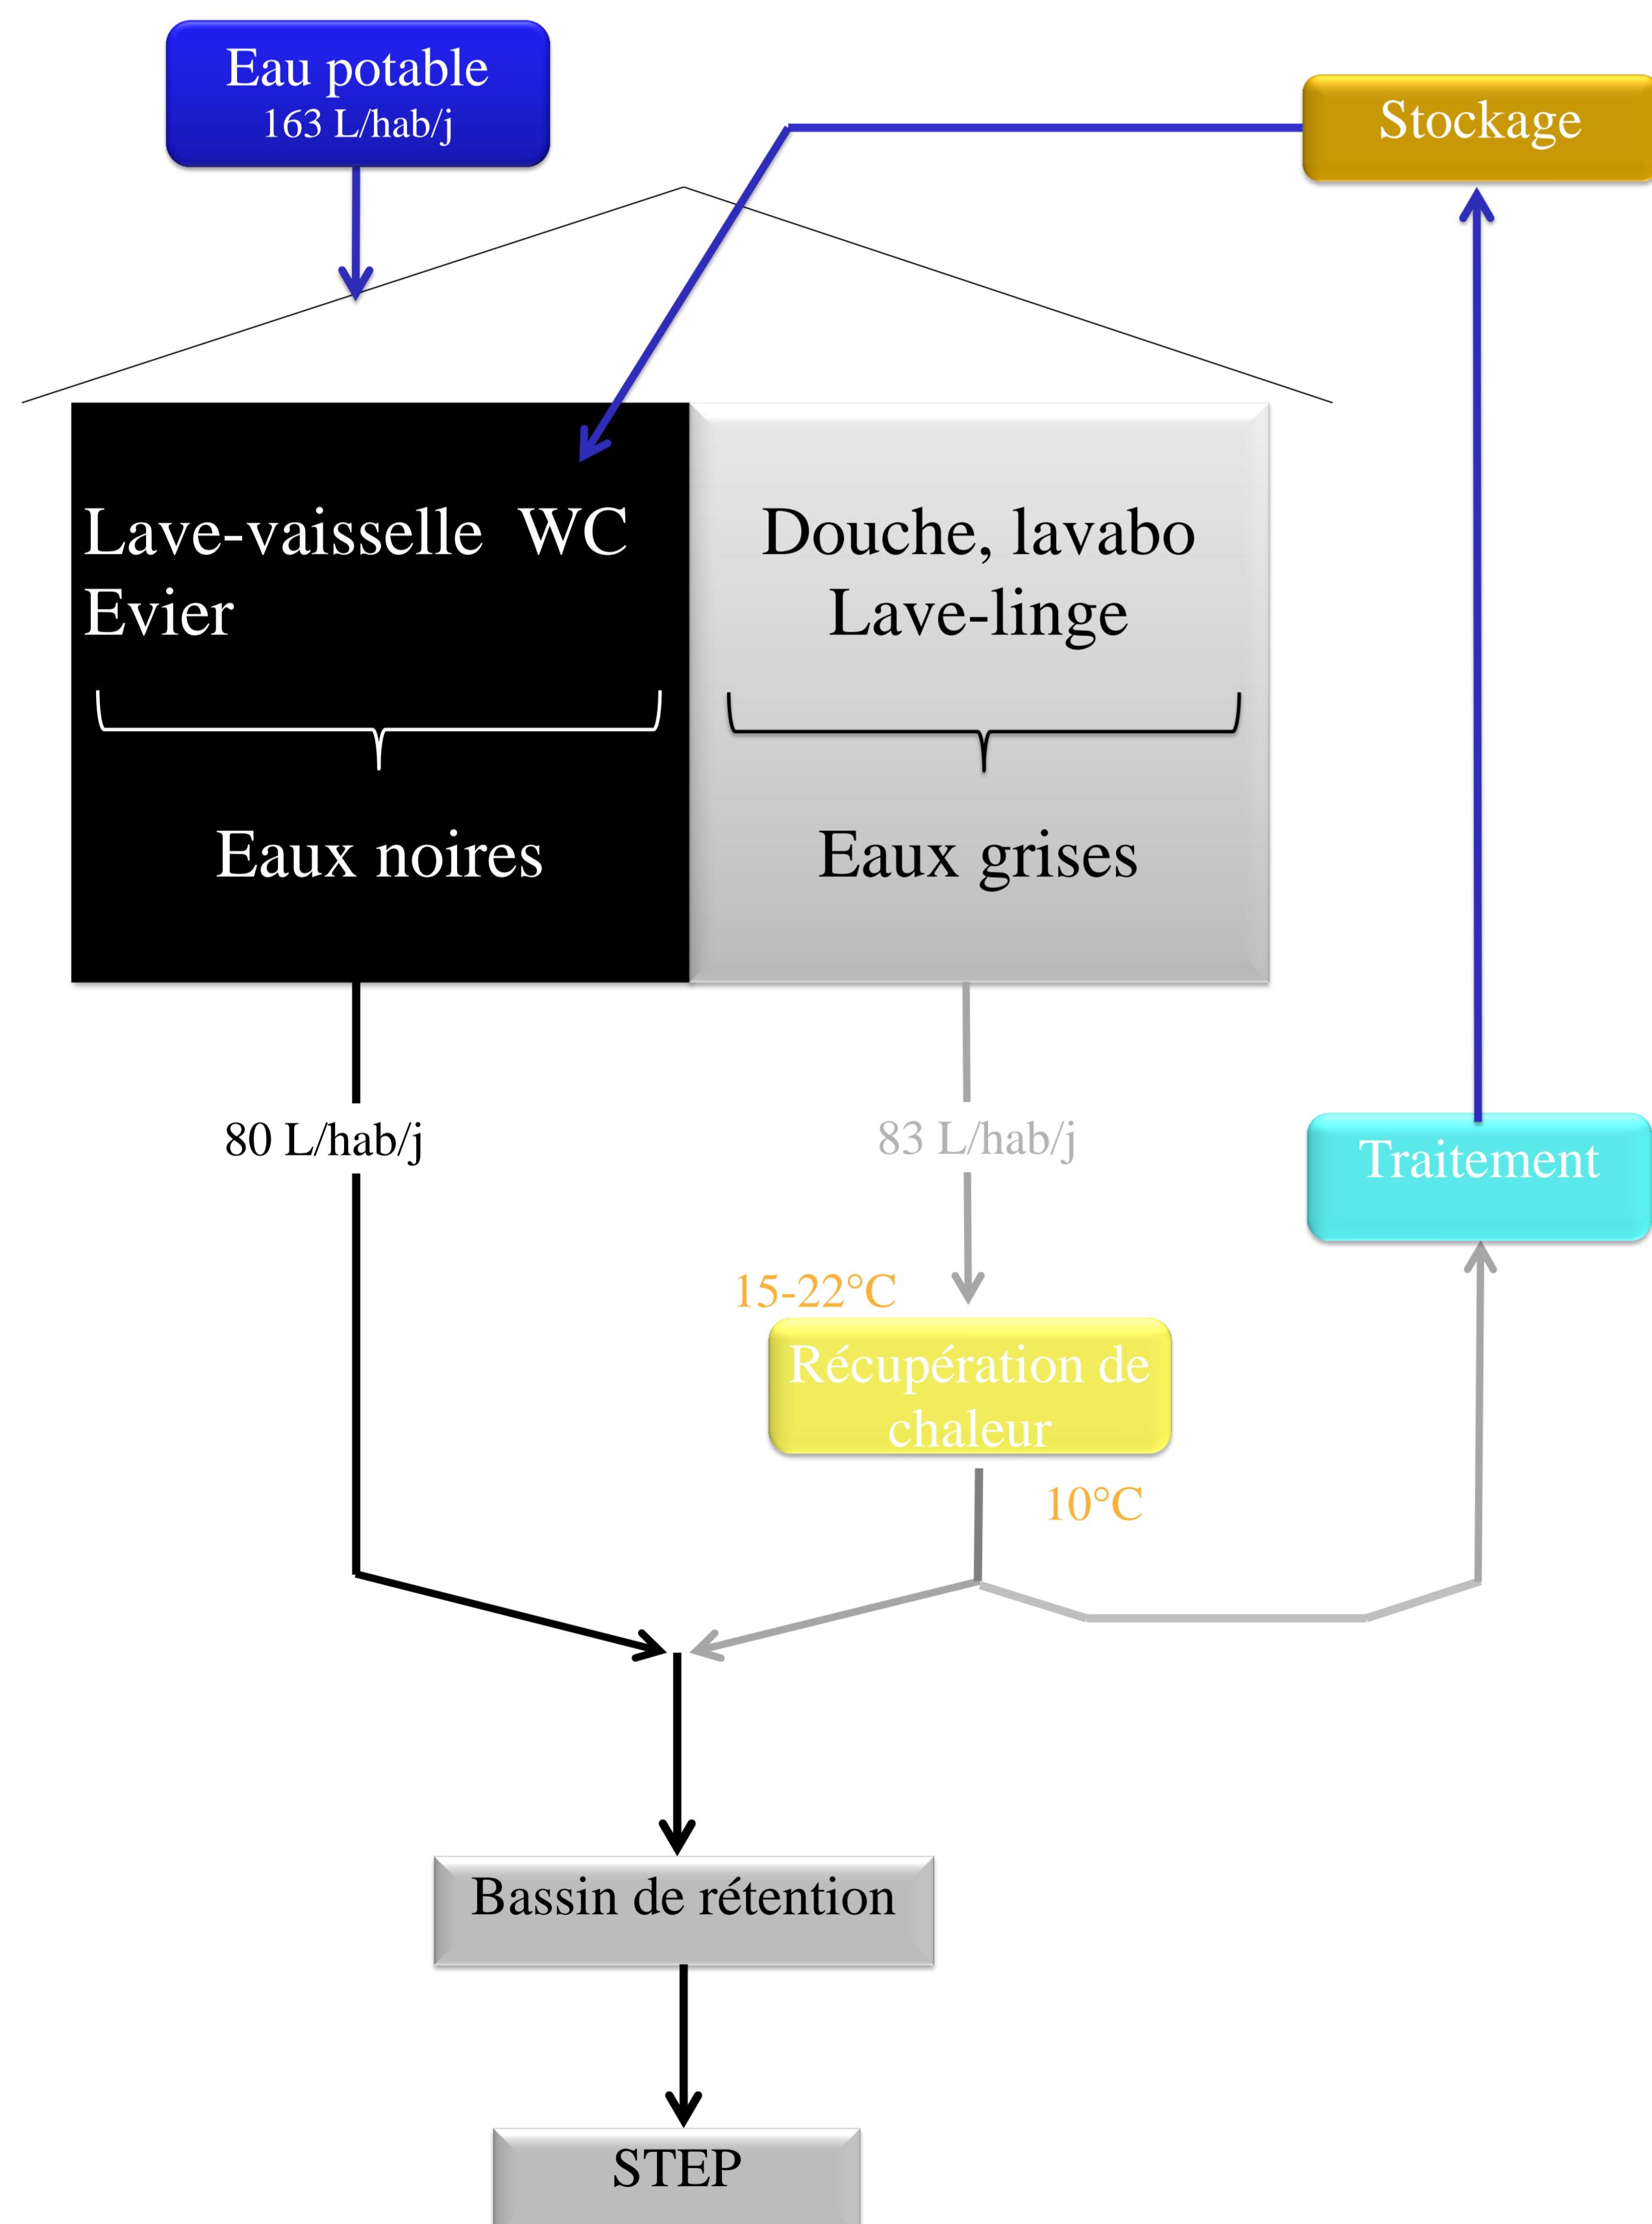 Eau potable
163 L/hab/j
Stockage
Lave-vaisselle WC
Evier
Douche, lavabo
Lave-linge
Eaux noires
Eaux grises
80 L/hab/j
83 L/hab/j
Traitement
15-22°C
Récupération de
chaleur
10°C
Bassin de rétention
STEP